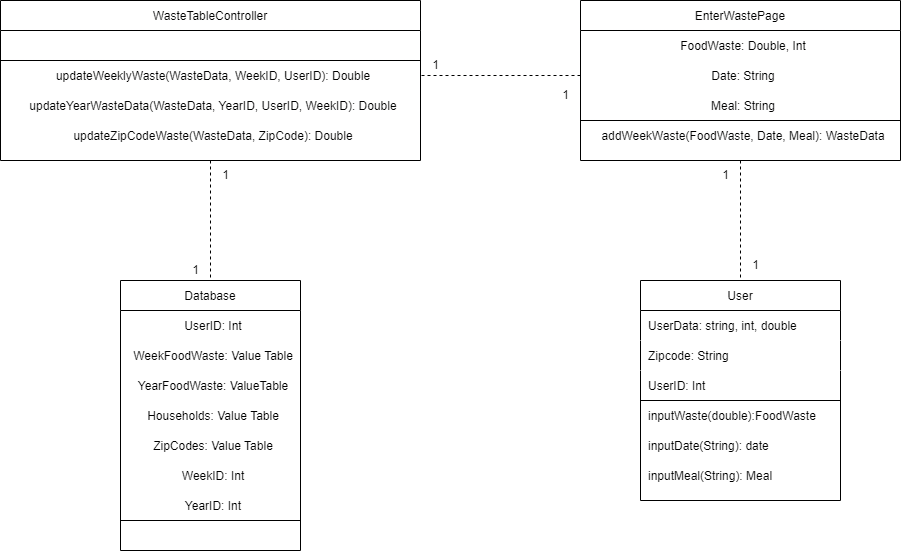 WasteTableController
updateWeeklyWaste(WasteData, WeekID, UserID): Double
updateYearWasteData(WasteData, YearID, UserID, WeekID): Double
updateZipCodeWaste(WasteData, ZipCode): Double
1
1
EnterWastePage
FoodWaste: Double, Int
Date: String
Meal: String
addWeekWaste(FoodWaste, Date, Meal): WasteData
1
1
Database
UserID: Int
WeekFoodWaste: Value Table
YearFoodWaste: ValueTable
Households: Value Table
ZipCodes: Value Table
WeekID: Int
YearID: Int
1
1
User
UserData: string, int, double
Zipcode: String
UserID: Int
inputWaste(double):FoodWaste
inputDate(String): date
inputMeal(String): Meal